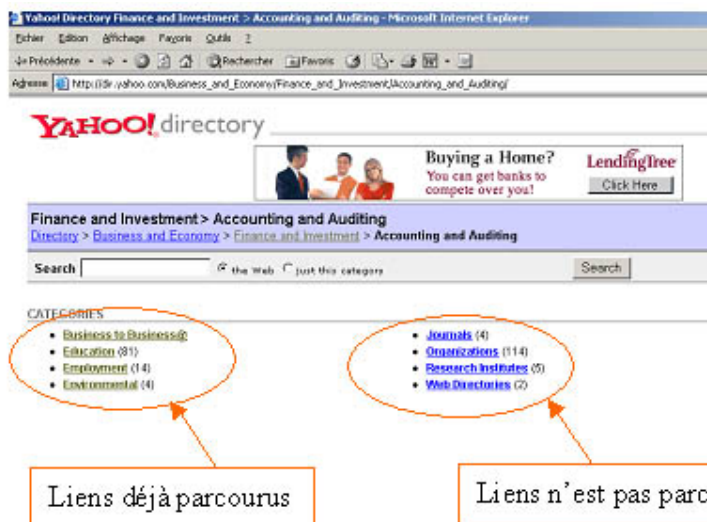 Yahoo! Directory Finance and Investment > Accounting and Auditing - Microsoft Internet Explorer
Fichier Edition Affichage Favoris Outils ?
Précédente Rechercher Favoris
Adresse http://dir.yahoo.com/Business_and_Economy/Finance_and_Investment/Accounting_and_Auditing/
YAHOO! directory
Buying a Home?
You can get banks to
compete over you!
LendingTree
Click Here
Finance and Investment > Accounting and Auditing
Directory > Business and Economy > Finance and Investment > Accounting and Auditing
Search the Web just this category Search
CATEGORIES
Business to Business@
Education (81)
Employment (14)
Environmental (4)
Journals (4)
Organizations (114)
Research Institutes (5)
Web Directories (2)
Liens déjà parcourus
Liens n'est pas parc